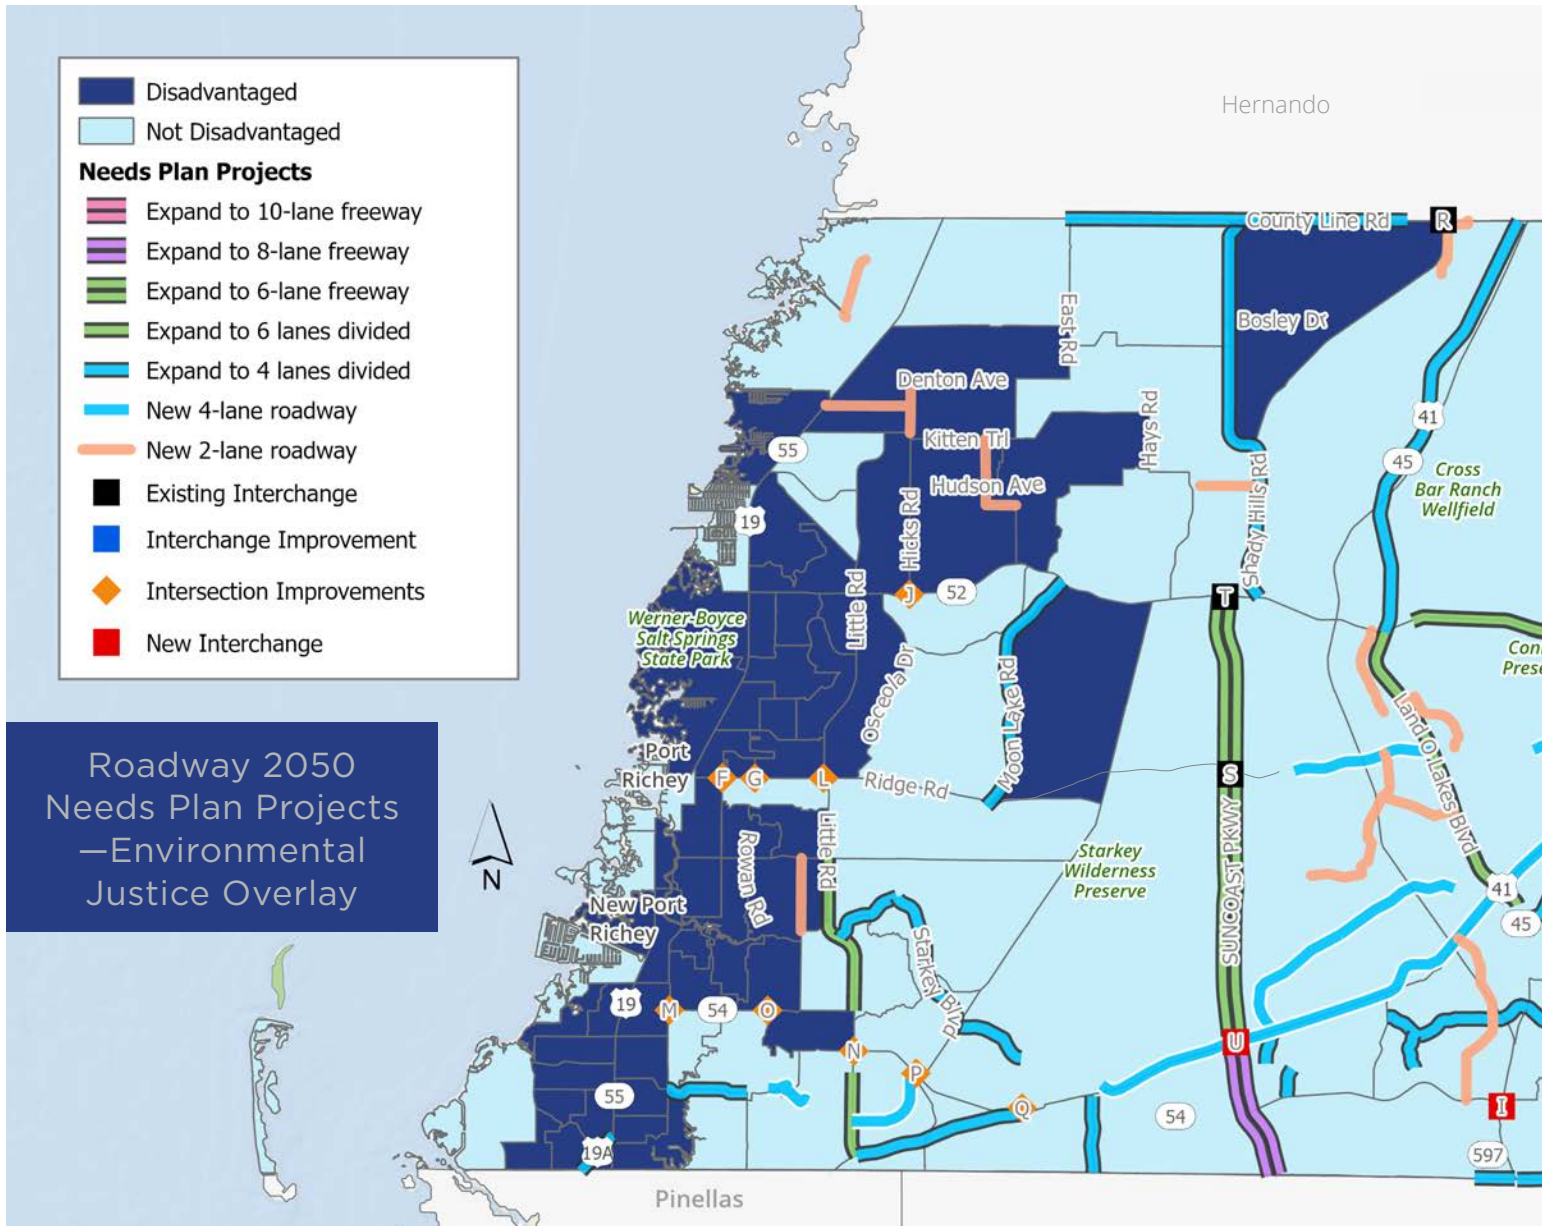 Disadvantaged
Not Disadvantaged
Needs Plan Projects
Expand to 10-lane freeway
Expand to 8-lane freeway
Expand to 6-lane freeway
Expand to 6 lanes divided
Expand to 4 lanes divided
New 4-lane roadway
New 2-lane roadway
Existing Interchange
Interchange Improvement
Intersection Improvements
New Interchange
Roadway 2050
Needs Plan Projects
—Environmental
Justice Overlay
N
Hernando
County Line Rd
R
Bosley Dr
East Rd
Denton Ave
Kitten Trl
Hays Rd
55
41
45
Cross
Bar Ranch
Wellfield
Hudson Ave
19
Hicks Rd
Shady Hills Rd
J
52
T
Little Rd
Werner-Boyce
Salt Springs
State Park
Osceola Dr
Moon Lake Rd
Land O Lakes Blvd
Port
Richey
F
G
L
Ridge Rd
S
SUNCOAST PKWY
Little Rd
Rowan Rd
Starkey
Wilderness
Preserve
41
45
New Port
Richey
Starkey Blvd
19
M
54
O
N
P
U
Q
54
I
55
19A
597
Pinellas